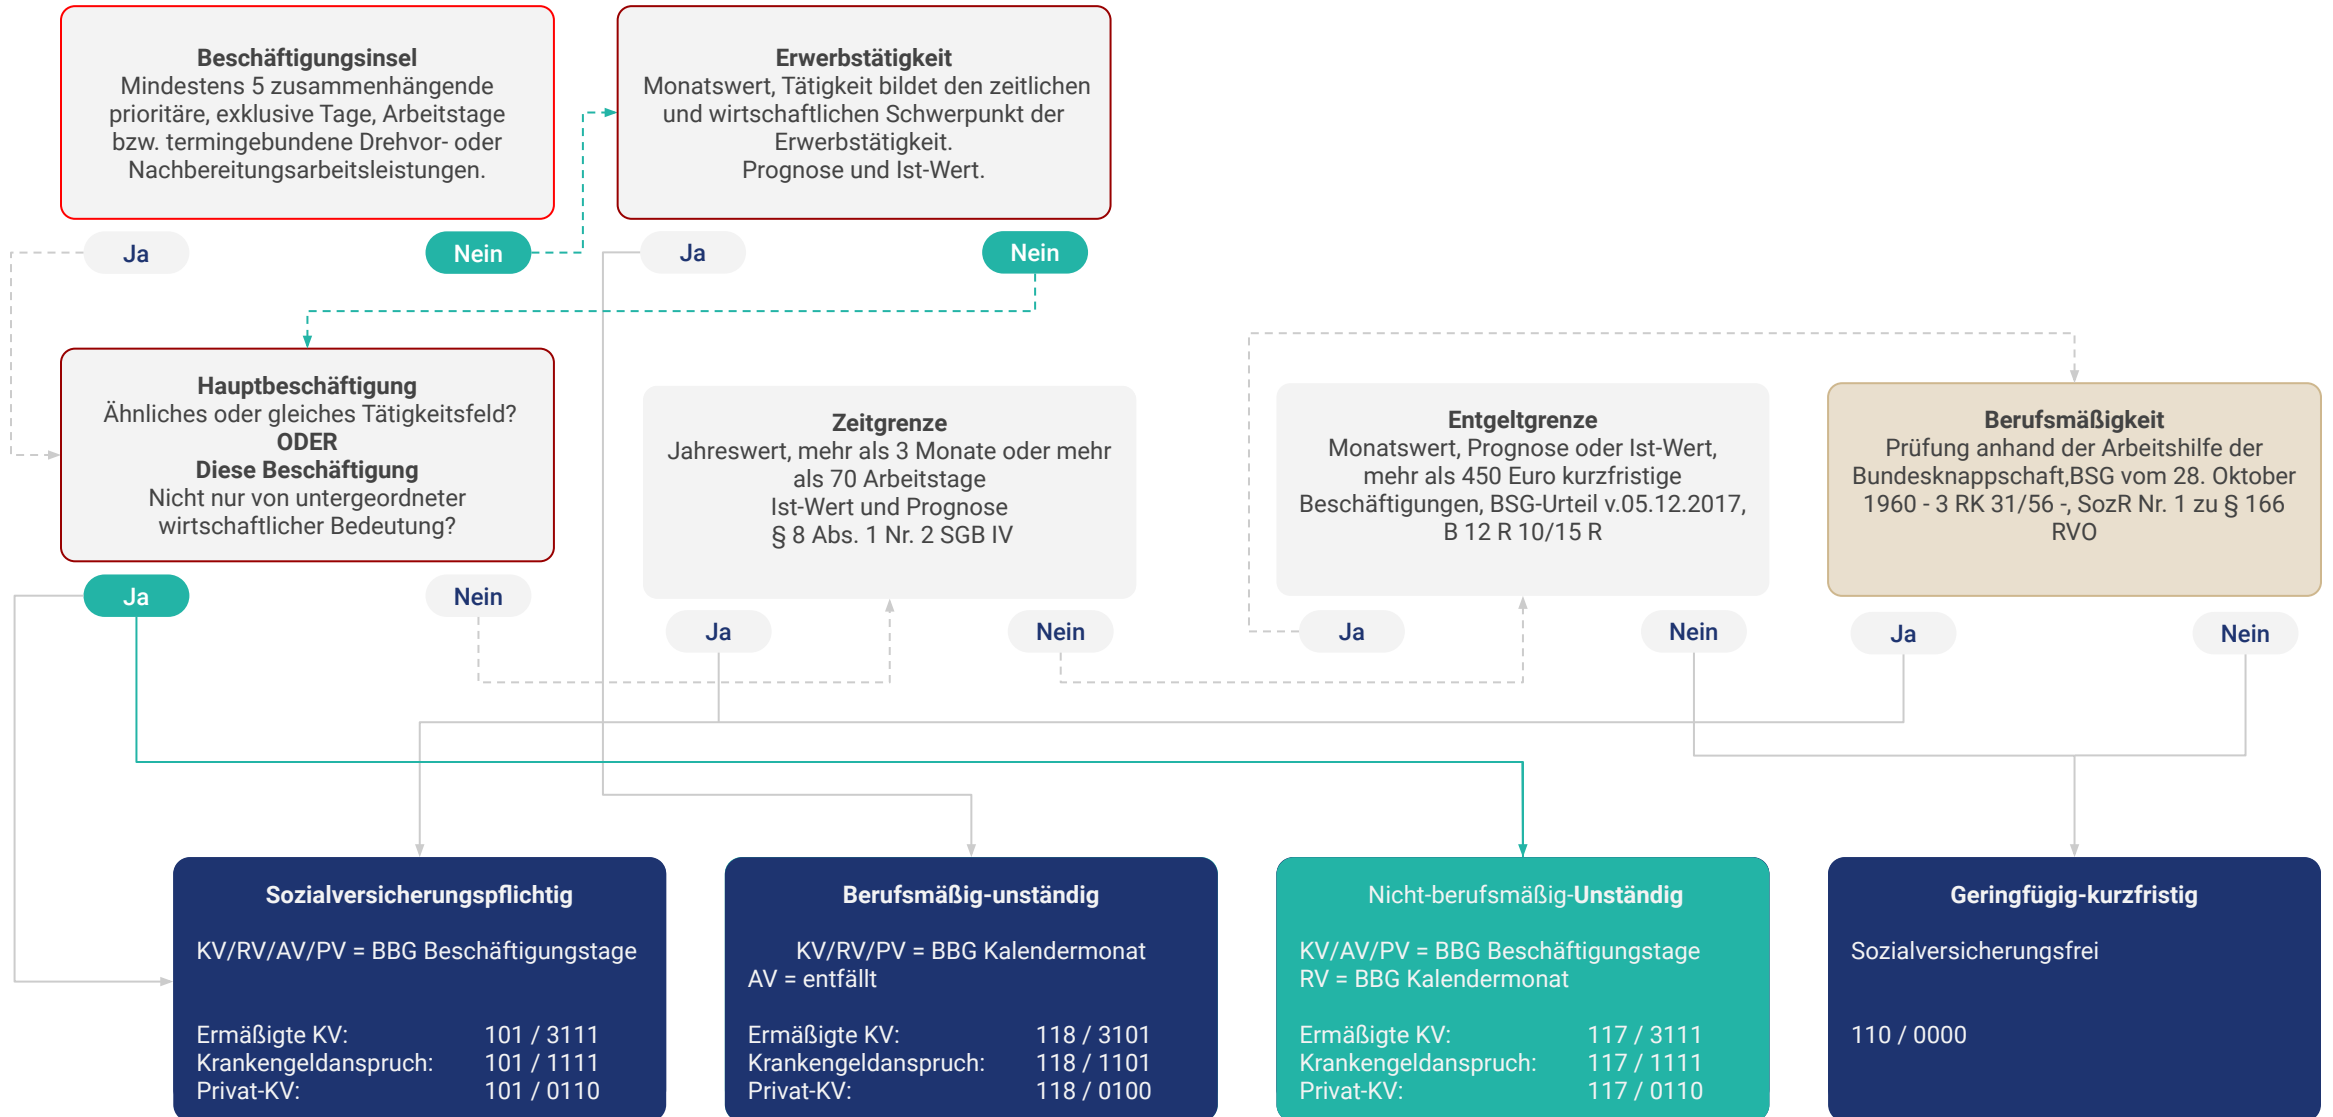 Beschäftigungsinsel
Mindestens 5 zusammenhängende
prioritäre, exklusive Tage, Arbeitstage
bzw. termingebundene Drehvor- oder
Nachbereitungsarbeitsleistungen.
Ja
Nein
Erwerbstätigkeit
Monatswert, Tätigkeit bildet den zeitlichen
und wirtschaftlichen Schwerpunkt der
Erwerbstätigkeit.
Prognose und Ist-Wert.
Ja
Nein
Hauptbeschäftigung
Ähnliches oder gleiches Tätigkeitsfeld?
ODER
Diese Beschäftigung
Nicht nur von untergeordneter
wirtschaftlicher Bedeutung?
Ja
Nein
Zeitgrenze
Jahreswert, mehr als 3 Monate oder mehr
als 70 Arbeitstage
Ist-Wert und Prognose
§ 8 Abs. 1 Nr. 2 SGB IV
Ja
Nein
Entgeltgrenze
Monatswert, Prognose oder Ist-Wert,
mehr als 450 Euro kurzfristige
Beschäftigungen, BSG-Urteil v.05.12.2017,
B 12 R 10/15 R
Ja
Nein
Berufsmäßigkeit
Prüfung anhand der Arbeitshilfe der
Bundesknappschaft,BSG vom 28. Oktober
1960 - 3 RK 31/56 -, SozR Nr. 1 zu § 166
RVO
Ja
Nein
Sozialversicherungspflichtig
KV/RV/AV/PV = BBG Beschäftigungstage
Ermäßigte KV: 101 / 3111
Krankengeldanspruch: 101 / 1111
Privat-KV: 101 / 0110
Berufsmäßig-unständig
KV/RV/PV = BBG Kalendermonat
AV = entfällt
Ermäßigte KV: 118 / 3101
Krankengeldanspruch: 118 / 1101
Privat-KV: 118 / 0100
Nicht-berufsmäßig-Unständig
KV/AV/PV = BBG Beschäftigungstage
RV = BBG Kalendermonat
Ermäßigte KV: 117 / 3111
Krankengeldanspruch: 117 / 1111
Privat-KV: 117 / 0110
Geringfügig-kurzfristig
Sozialversicherungsfrei
110 / 0000